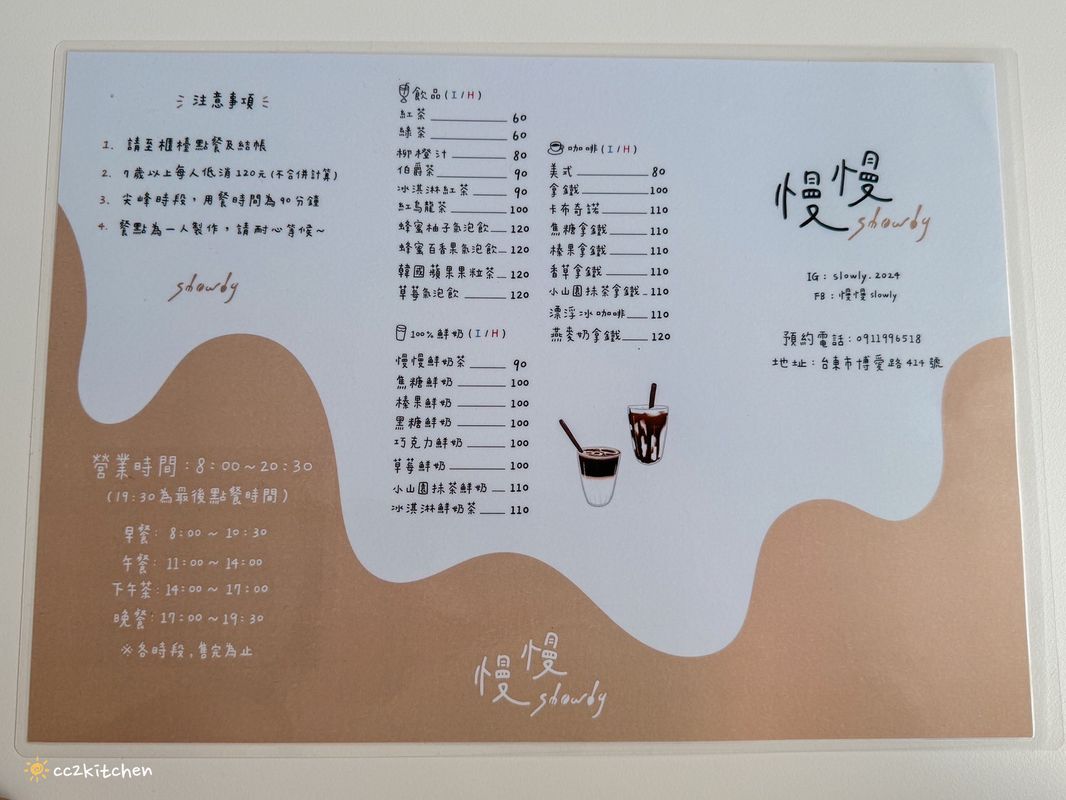 注意事項
1. 請至櫃檯點餐及結帳
2. 7歲以上每人低消120元(不合併計算)
3. 尖峰時段，用餐時間為90分鐘
4. 餐點為一人製作，請耐心等候~
slowly
營業時間:8:00~20:30
(19:30為最後點餐時間)
早餐: 8:00~10:30
午餐: 11:00~14:00
下午茶:14:00~17:00
晚餐:17:00~19:30
※各時段,售完為止
飲品(I/H)
紅茶 60
綠茶 60
柳橙汁 80
伯爵茶 90
冰淇淋紅茶 90
紅烏龍茶 100
蜂蜜柚子氣泡飲 120
蜂蜜百香果氣泡飲 120
韓國蘋果果粒茶 120
草莓氣泡飲 120
100%鮮奶(I/H)
慢慢鮮奶茶 90
焦糖鮮奶 100
榛果鮮奶 100
黑糖鮮奶 100
巧克力鮮奶 100
草莓鮮奶 100
小山園抹茶鮮奶 110
冰淇淋鮮奶茶 110
咖啡(I/H)
美式 80
拿鐵 100
卡布奇諾 110
焦糖拿鐵 110
榛果拿鐵 110
香草拿鐵 110
小山園抹茶拿鐵 110
漂浮冰咖啡 110
燕麥奶拿鐵 120
慢慢
slowly
IG: slowly.2024
FB:慢慢slowly
預約電話:0911996518
地址:台東市博愛路414號
慢慢
slowly
cc2kitchen